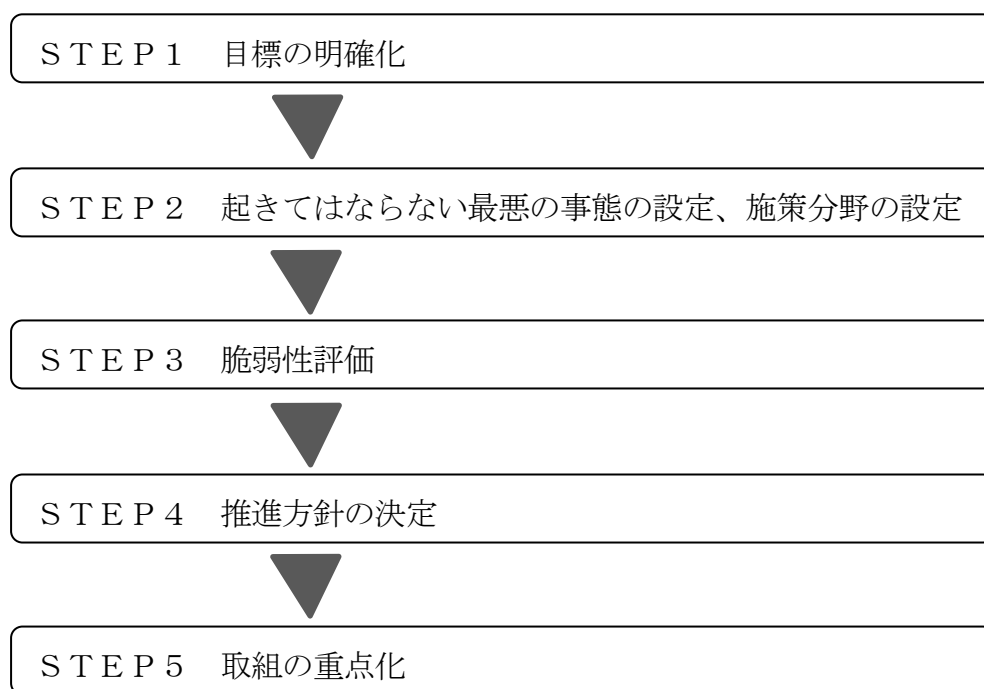 ＳＴＥＰ１　目標の明確化
ＳＴＥＰ２　起きてはならない最悪の事態の設定、施策分野の設定
ＳＴＥＰ３　脆弱性評価
ＳＴＥＰ４　推進方針の決定
ＳＴＥＰ５　取組の重点化